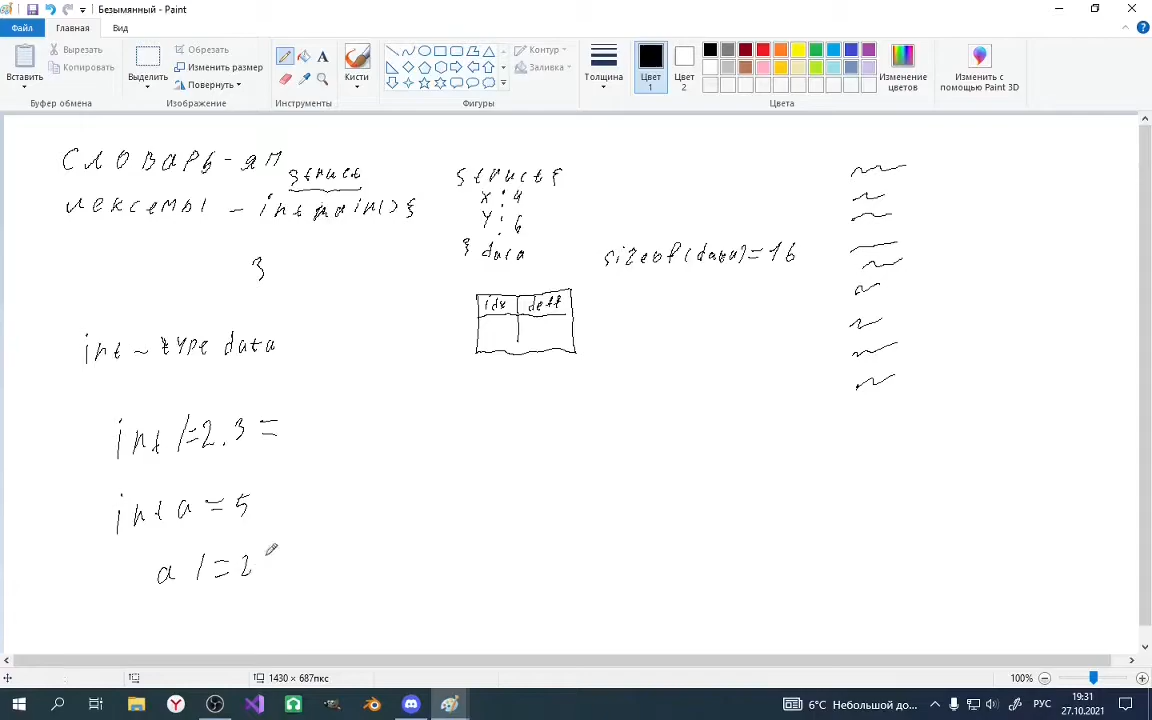 Безымянный - Paint
Файл
Главная
Вид
Вставить
Вырезать
Копировать
Буфер обмена
Выделить
Обрезать
Изменить размер
Повернуть
Изображение
Инструменты
Кисти
Контур
Заливка
Фигуры
Толщина
Цвет 1
Цвет 2
Цвета
Изменение цветов
Изменить с помощью Paint 3D
СЛОВАРЬ - ЯП
struct
лексемы - int main(){
}
int ~ type data
int /=2.3 =
int a = 5
a /= 2
struct{
x : 4
y : 6
} data
sizeof(data)=16
idx deff
1430 × 687пкс
100%
6°C Небольшой до...
РУС
19:31
27.10.2021